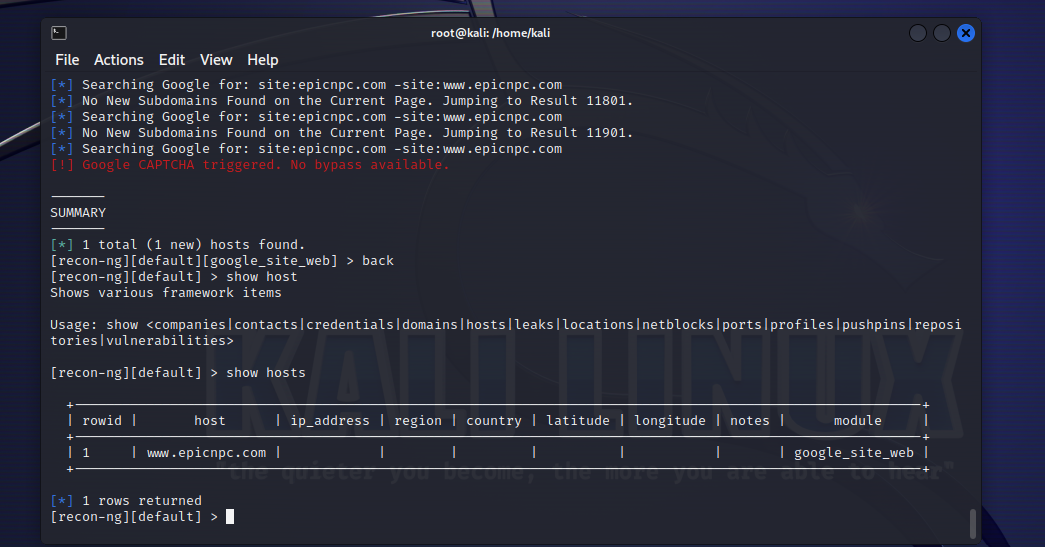 root@kali: /home/kali
File Actions Edit View Help
[*] Searching Google for: site:epicnpc.com -site:www.epicnpc.com
[*] No New Subdomains Found on the Current Page. Jumping to Result 11801.
[*] Searching Google for: site:epicnpc.com -site:www.epicnpc.com
[*] No New Subdomains Found on the Current Page. Jumping to Result 11901.
[*] Searching Google for: site:epicnpc.com -site:www.epicnpc.com
[!] Google CAPTCHA triggered. No bypass available.
-------
SUMMARY
-------
[*] 1 total (1 new) hosts found.
[recon-ng][default][google_site_web] > back
[recon-ng][default] > show host
Shows various framework items
Usage: show <companies|contacts|credentials|domains|hosts|leaks|locations|netblocks|ports|profiles|pushpins|reposi
tories|vulnerabilities>
[recon-ng][default] > show hosts
| rowid | host | ip_address | region | country | latitude | longitude | notes | module |
| 1 | www.epicnpc.com | | | | | | | google_site_web |
[*] 1 rows returned
[recon-ng][default] >
KALI LINUX
"the quieter you become, the more you are able to hear"